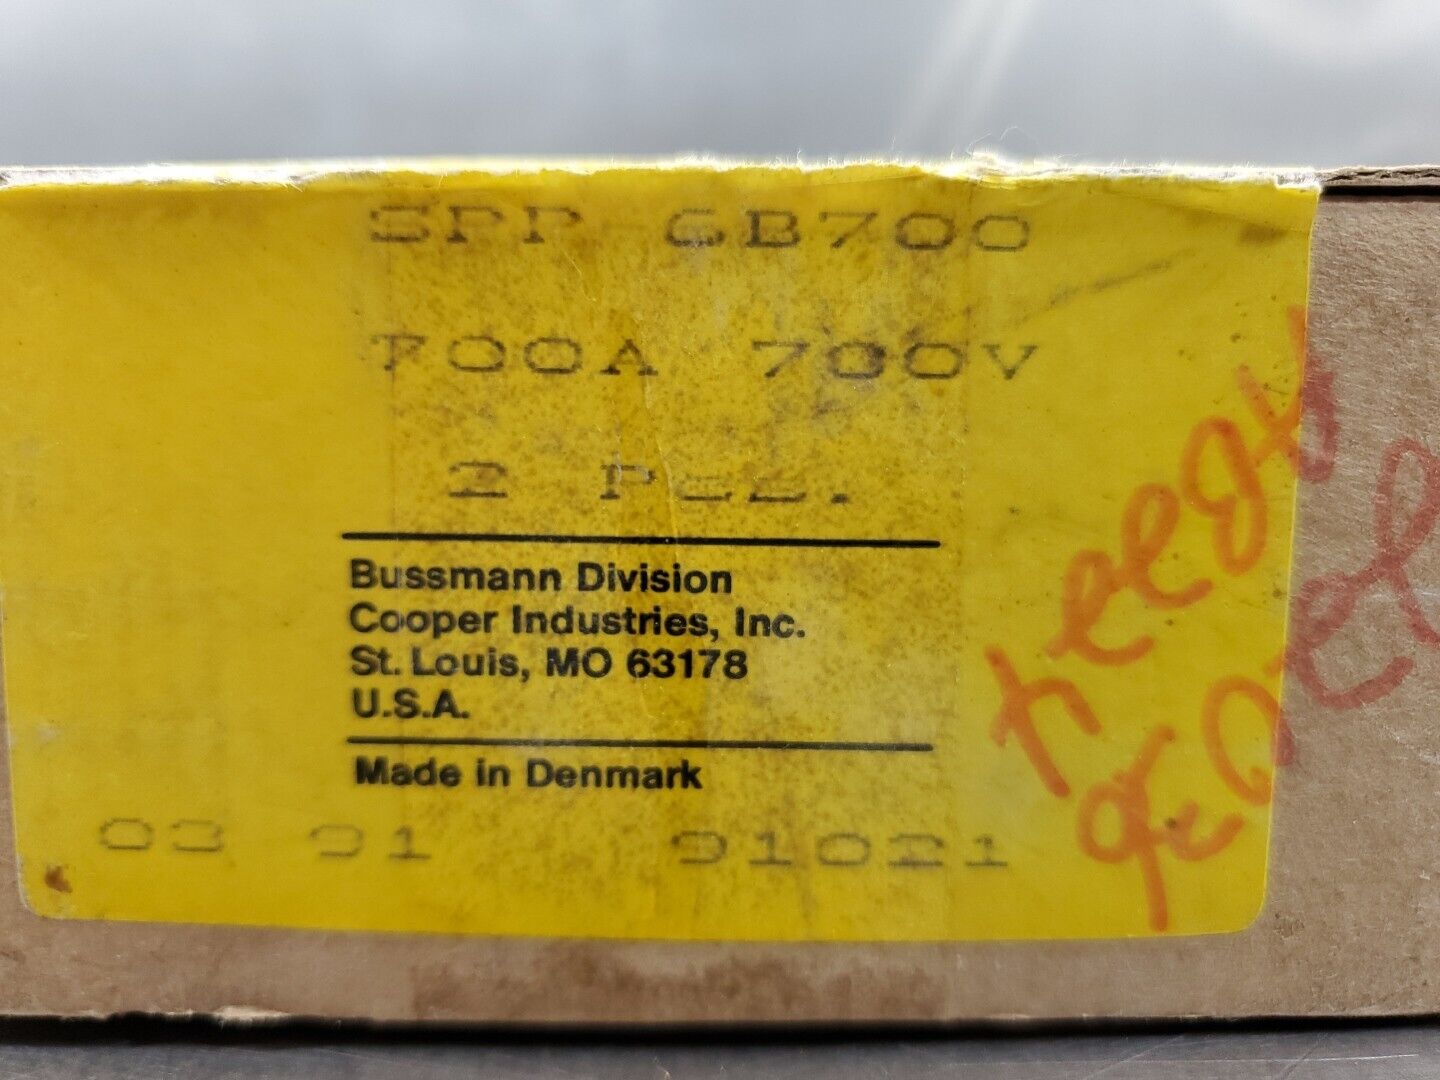 SPP 6B700
700A 700V
2 Pcs.
Bussmann Division
Cooper Industries, Inc.
St. Louis, MO 63178
U.S.A.
Made in Denmark
03 91 91021